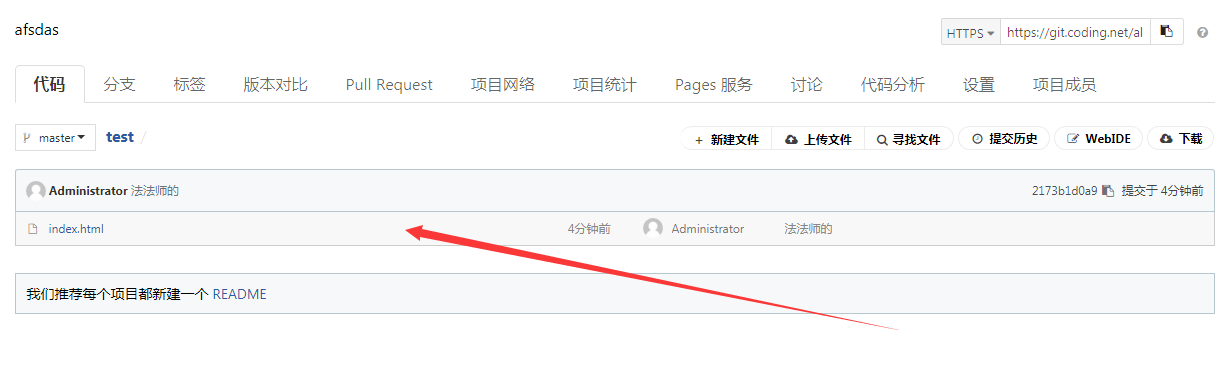 afsdas
HTTPS https://git.coding.net/al
代码 分支 标签 版本对比 Pull Request 项目网络 项目统计 Pages 服务 讨论 代码分析 设置 项目成员
master test / + 新建文件 上传文件 寻找文件 提交历史 WebIDE 下载
Administrator 法法师的 2173b1d0a9 提交于 4分钟前
index.html 4分钟前 Administrator 法法师的
我们推荐每个项目都新建一个 README